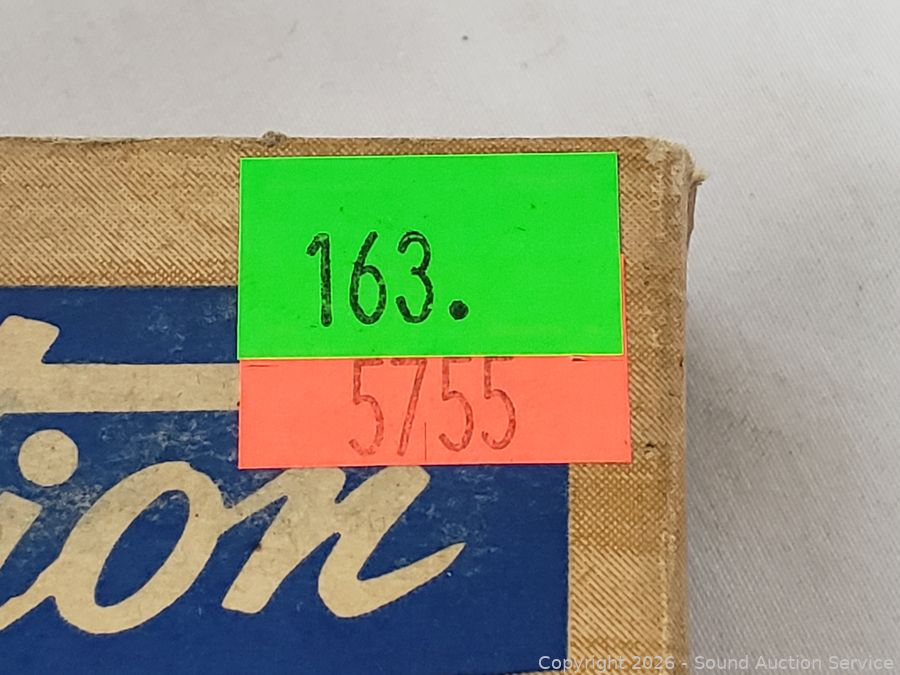 163.
5755
ion
Copyright 2026 - Sound Auction Service